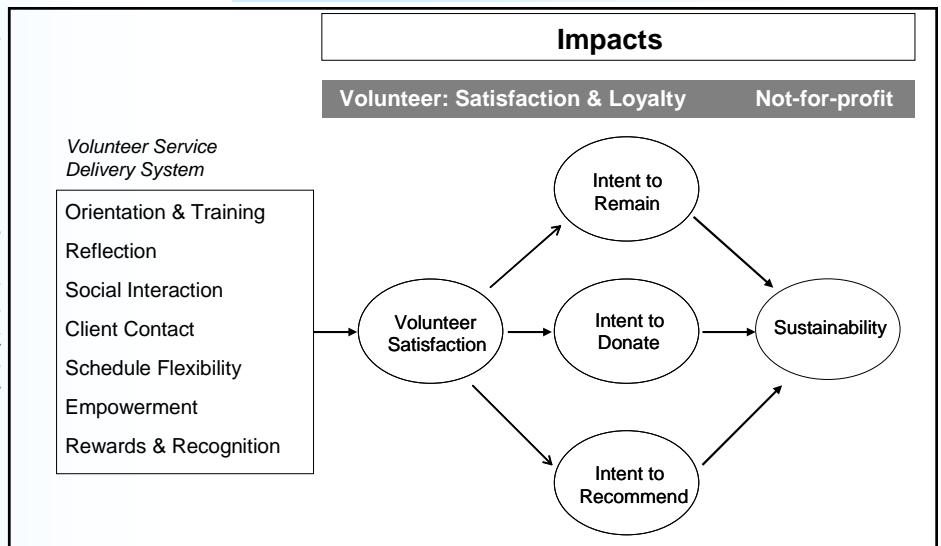 Impacts
Volunteer: Satisfaction & Loyalty Not-for-profit
Volunteer Service
Delivery System
Orientation & Training
Reflection
Social Interaction
Client Contact
Schedule Flexibility
Empowerment
Rewards & Recognition
Volunteer
Satisfaction
Intent to
Remain
Intent to
Donate
Intent to
Recommend
Sustainability